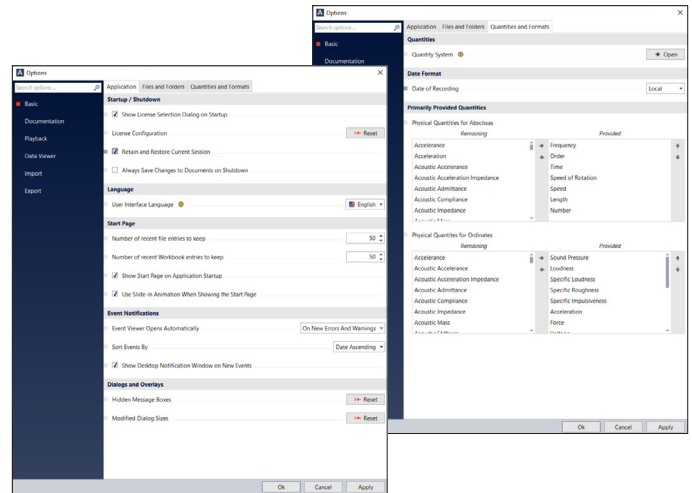 Options
Search options ...
Basic
Documentation
Application Files and Folders Quantities and Formats
Quantities
Quantity System
Open
Date Format
Date of Recording
Local
Primarily Provided Quantities
Physical Quantities for Abscissas
Remaining Provided
Accelerance
Acceleration
Acoustic Accelerance
Acoustic Acceleration Impedance
Acoustic Admittance
Acoustic Compliance
Acoustic Impedance
Acoustic Mass
Frequency
Order
Time
Speed of Rotation
Speed
Length
Number
Physical Quantites for Ordinates
Remaining Provided
Accelerance
Acoustic Accelerance
Acoustic Acceleration Impedance
Acoustic Admittance
Acoustic Compliance
Acoustic Impedance
Acoustic Mass
Acoustic Stiffness
Sound Pressure
Loudness
Specific Loudness
Specific Roughness
Specific Impulsiveness
Acceleration
Force
Voltage
Ok Cancel Apply
Options
Search options ...
Basic
Documentation
Playback
Data Viewer
Import
Export
Application Files and Folders Quantities and Formats
Startup / Shutdown
Show License Selection Dialog on Startup
License Configuration
Reset
Retain and Restore Current Session
Always Save Changes to Documents on Shutdown
Language
User Interface Language
English
Start Page
Number of recent file entries to keep
50
Number of recent Workbook entries to keep
50
Show Start Page on Application Startup
Use Slide-in Animation When Showing the Start Page
Event Notifications
Event Viewer Opens Automatically
On New Errors And Warnings
Sort Events By
Date Ascending
Show Desktop Notification Window on New Events
Dialogs and Overlays
Hidden Message Boxes
Reset
Modified Dialog Sizes
Reset
Ok Cancel Apply